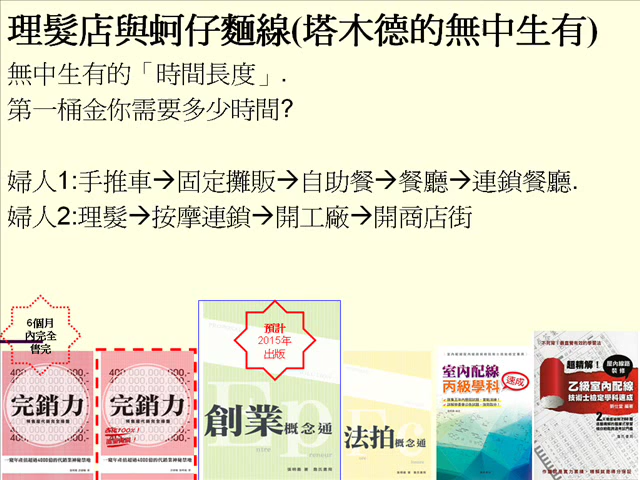 理髮店與蚵仔麵線(塔木德的無中生有)
無中生有的「時間長度」.
第一桶金你需要多少時間?
婦人1:手推車→固定攤販→自助餐→餐廳→連鎖餐廳.
婦人2:理髮→按摩連鎖→開工廠→開商店街
6個月
內完全
售完
完銷力
完銷力
預計
2015年
出版
創業概念通
法拍概念通
室內配線
丙級學科
速成
超精解!
屋內線路
裝修
乙級室內配線
技術士檢定學科速成